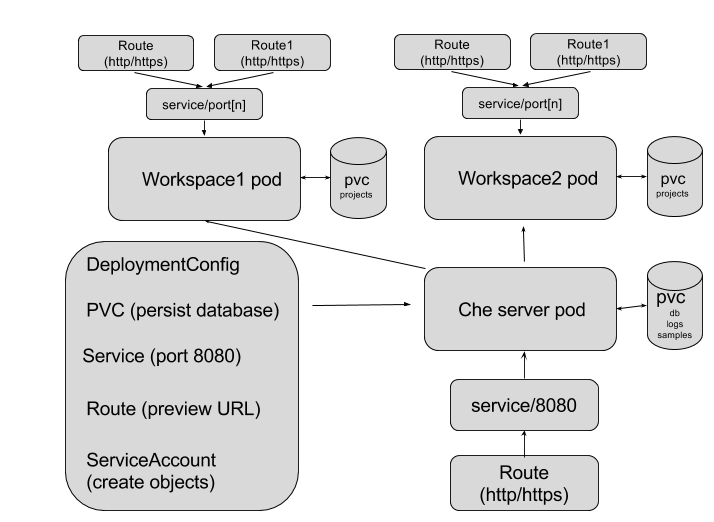 Route
(http/https)
Route1
(http/https)
service/port[n]
Workspace1 pod
pvc
projects
Route
(http/https)
Route1
(http/https)
service/port[n]
Workspace2 pod
pvc
projects
DeploymentConfig
PVC (persist database)
Service (port 8080)
Route (preview URL)
ServiceAccount
(create objects)
Che server pod
pvc
db
logs
samples
service/8080
Route
(http/https)